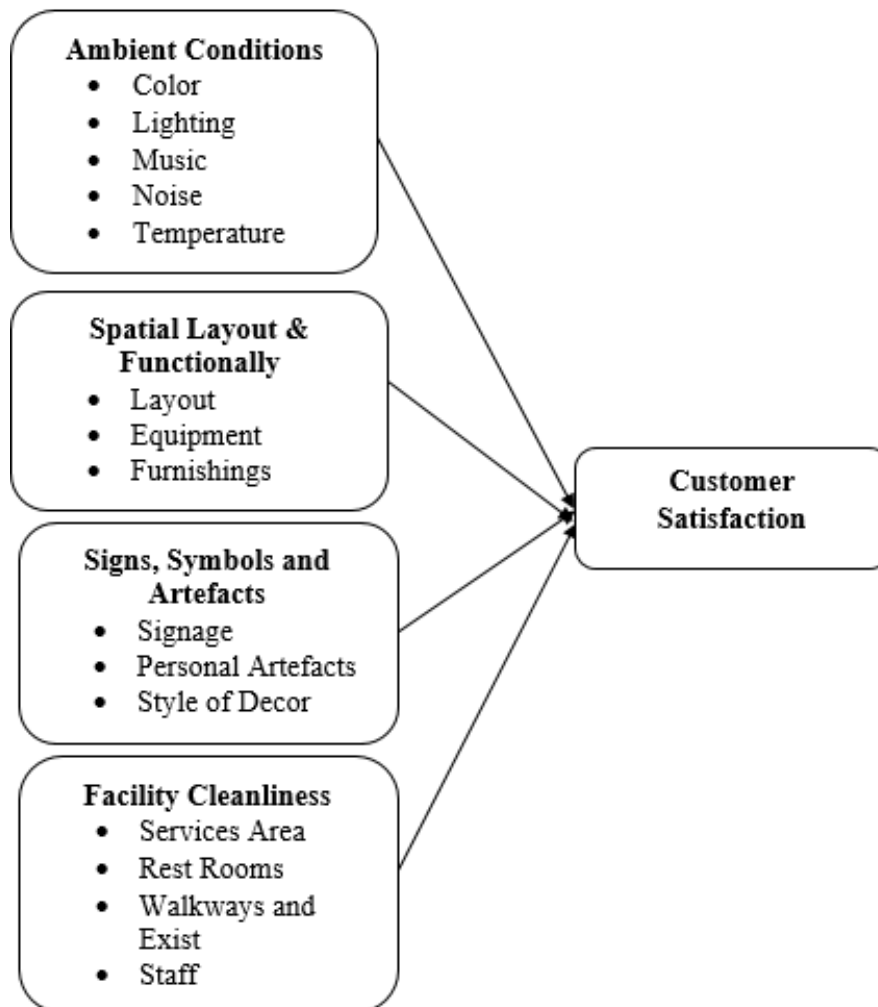 Ambient Conditions
• Color
• Lighting
• Music
• Noise
• Temperature
Spatial Layout &
Functionally
• Layout
• Equipment
• Furnishings
Signs, Symbols and
Artefacts
• Signage
• Personal Artefacts
• Style of Decor
Facility Cleanliness
• Services Area
• Rest Rooms
• Walkways and
Exist
• Staff
Customer
Satisfaction